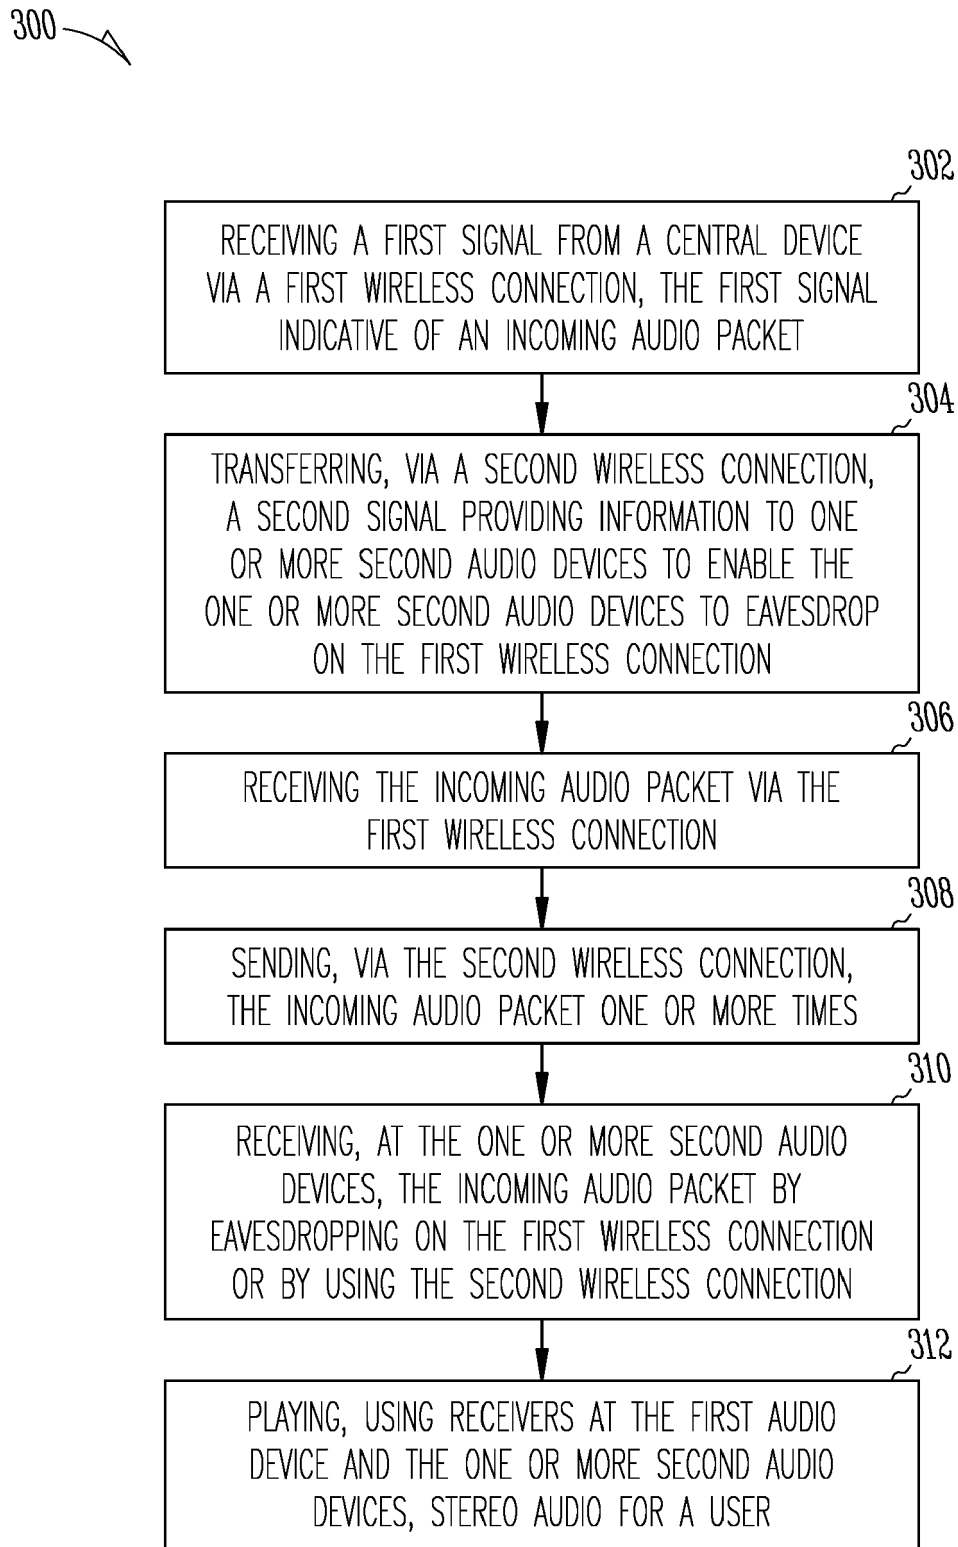 300
302
RECEIVING A FIRST SIGNAL FROM A CENTRAL DEVICE
VIA A FIRST WIRELESS CONNECTION, THE FIRST SIGNAL
INDICATIVE OF AN INCOMING AUDIO PACKET
304
TRANSFERRING, VIA A SECOND WIRELESS CONNECTION,
A SECOND SIGNAL PROVIDING INFORMATION TO ONE
OR MORE SECOND AUDIO DEVICES TO ENABLE THE
ONE OR MORE SECOND AUDIO DEVICES TO EAVESDROP
ON THE FIRST WIRELESS CONNECTION
306
RECEIVING THE INCOMING AUDIO PACKET VIA THE
FIRST WIRELESS CONNECTION
308
SENDING, VIA THE SECOND WIRELESS CONNECTION,
THE INCOMING AUDIO PACKET ONE OR MORE TIMES
310
RECEIVING, AT THE ONE OR MORE SECOND AUDIO
DEVICES, THE INCOMING AUDIO PACKET BY
EAVESDROPPING ON THE FIRST WIRELESS CONNECTION
OR BY USING THE SECOND WIRELESS CONNECTION
312
PLAYING, USING RECEIVERS AT THE FIRST AUDIO
DEVICE AND THE ONE OR MORE SECOND AUDIO
DEVICES, STEREO AUDIO FOR A USER